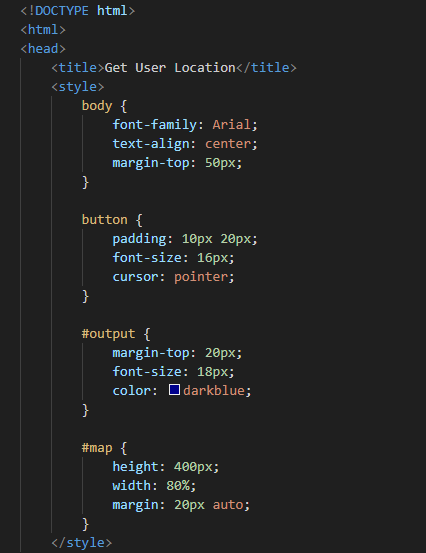 <!DOCTYPE html>
<html>
<head>
    <title>Get User Location</title>
    <style>
        body {
            font-family: Arial;
            text-align: center;
            margin-top: 50px;
        }

        button {
            padding: 10px 20px;
            font-size: 16px;
            cursor: pointer;
        }

        #output {
            margin-top: 20px;
            font-size: 18px;
            color: darkblue;
        }

        #map {
            height: 400px;
            width: 80%;
            margin: 20px auto;
        }
    </style>